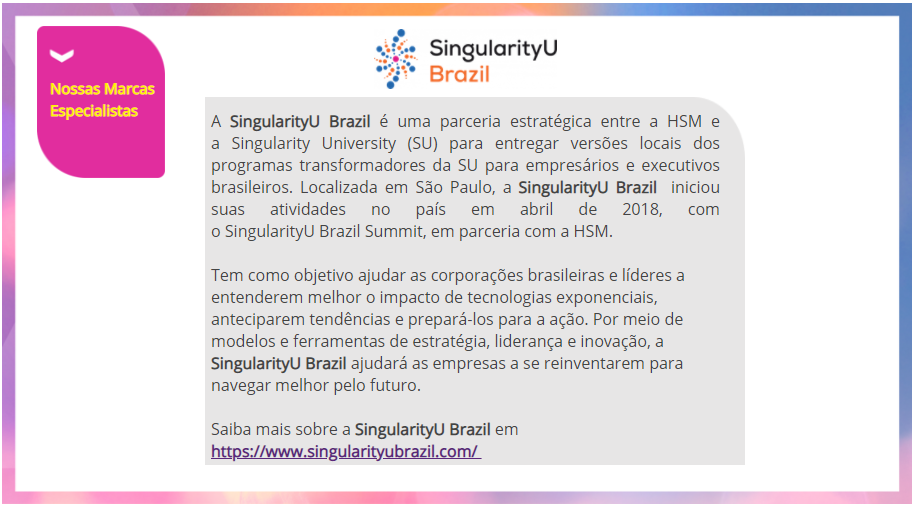 Nossas Marcas
Especialistas
SingularityU
Brazil
A SingularityU Brazil é uma parceria estratégica entre a HSM e
a Singularity University (SU) para entregar versões locais dos
programas transformadores da SU para empresários e executivos
brasileiros. Localizada em São Paulo, a SingularityU Brazil iniciou
suas atividades no país em abril de 2018, com
o SingularityU Brazil Summit, em parceria com a HSM.
Tem como objetivo ajudar as corporações brasileiras e líderes a
entenderem melhor o impacto de tecnologias exponenciais,
anteciparem tendências e prepará-los para a ação. Por meio de
modelos e ferramentas de estratégia, liderança e inovação, a
SingularityU Brazil ajudará as empresas a se reinventarem para
navegar melhor pelo futuro.
Saiba mais sobre a SingularityU Brazil em
https://www.singularityubrazil.com/